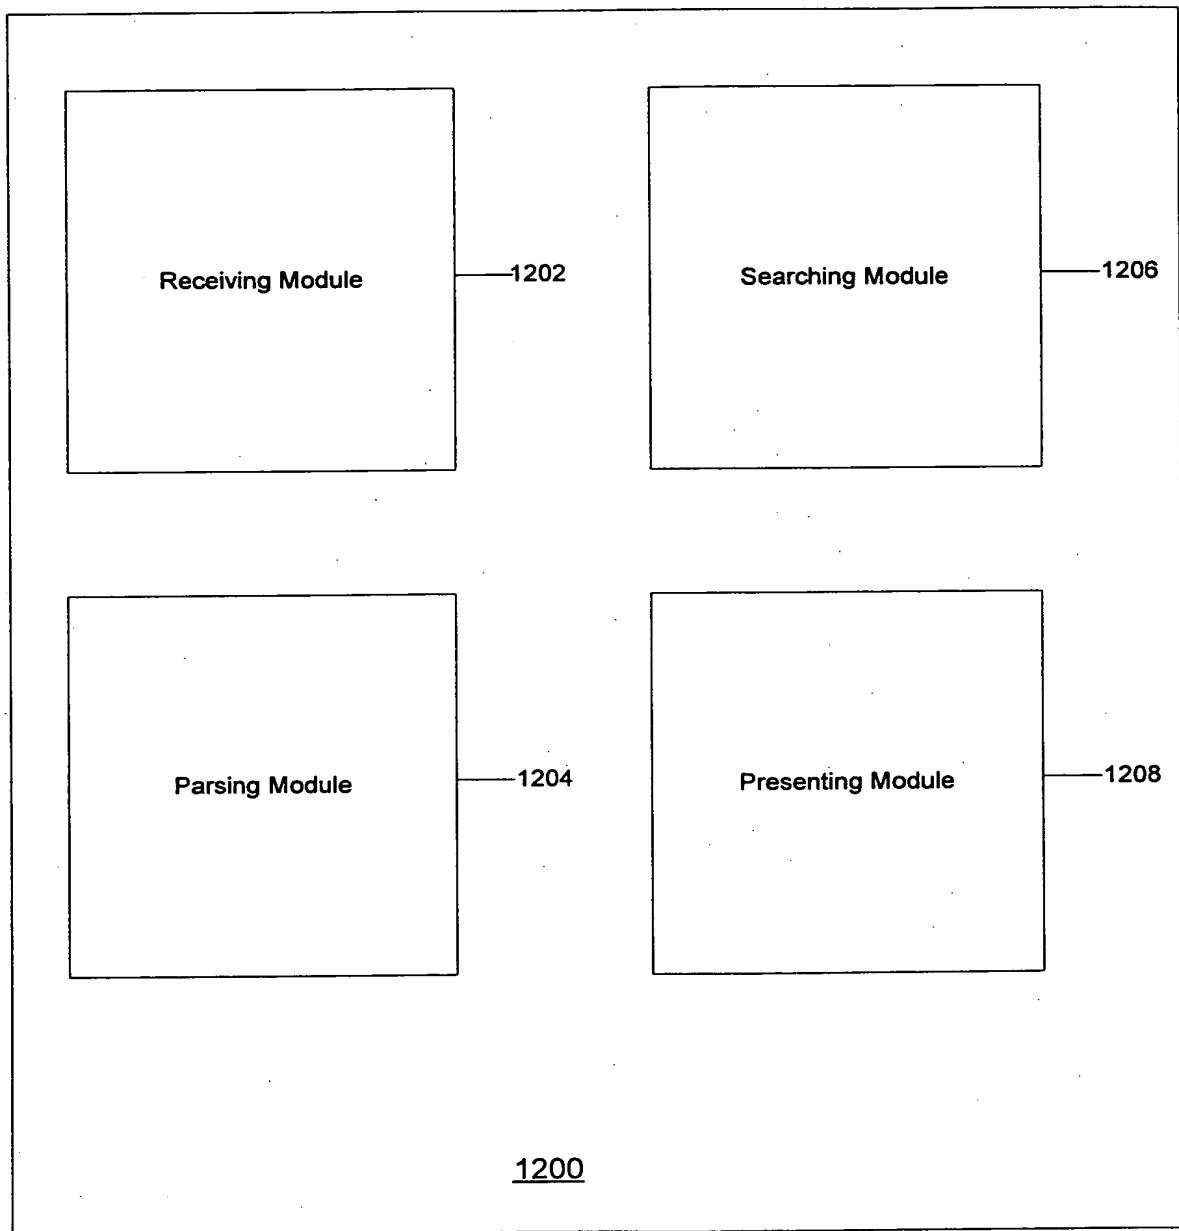 Receiving Module
1202
Searching Module
1206
Parsing Module
1204
Presenting Module
1208
1200